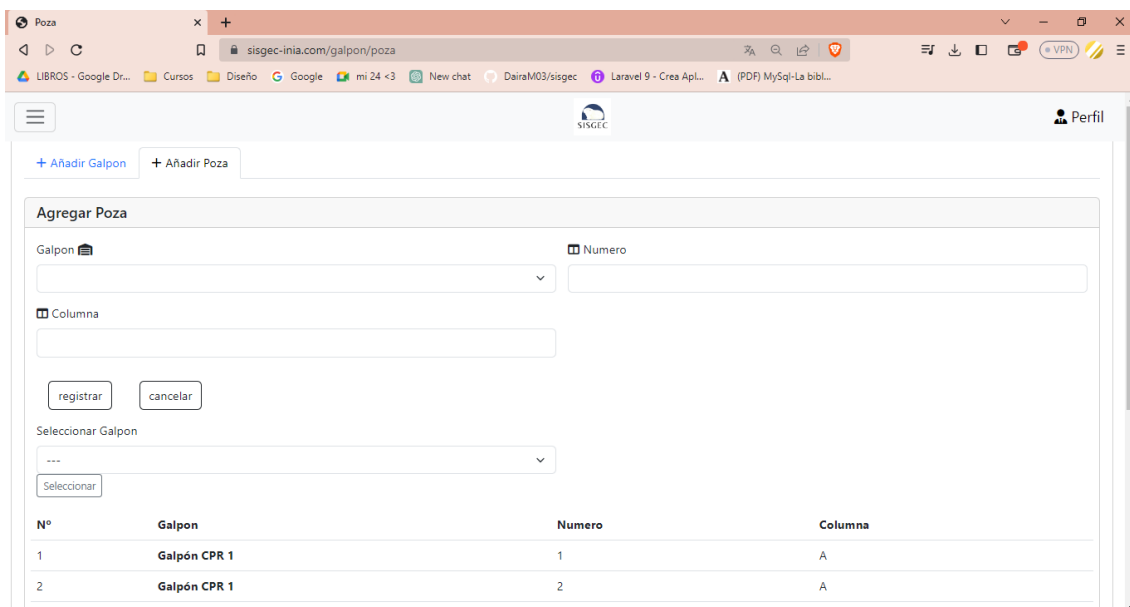 Poza
sisgec-inia.com/galpon/poza
VPN
LIBROS - Google Dr... Cursos Diseño Google mi 24 <3 New chat DairaM03/sisgec Laravel 9 - Crea Apl... (PDF) MySql-La bibl...
SISGEC
Perfil
+ Añadir Galpon + Añadir Poza
Agregar Poza
Galpon Numero
Columna
registrar cancelar
Seleccionar Galpon
---
Seleccionar
Nº Galpon Numero Columna
1 Galpón CPR 1 1 A
2 Galpón CPR 1 2 A